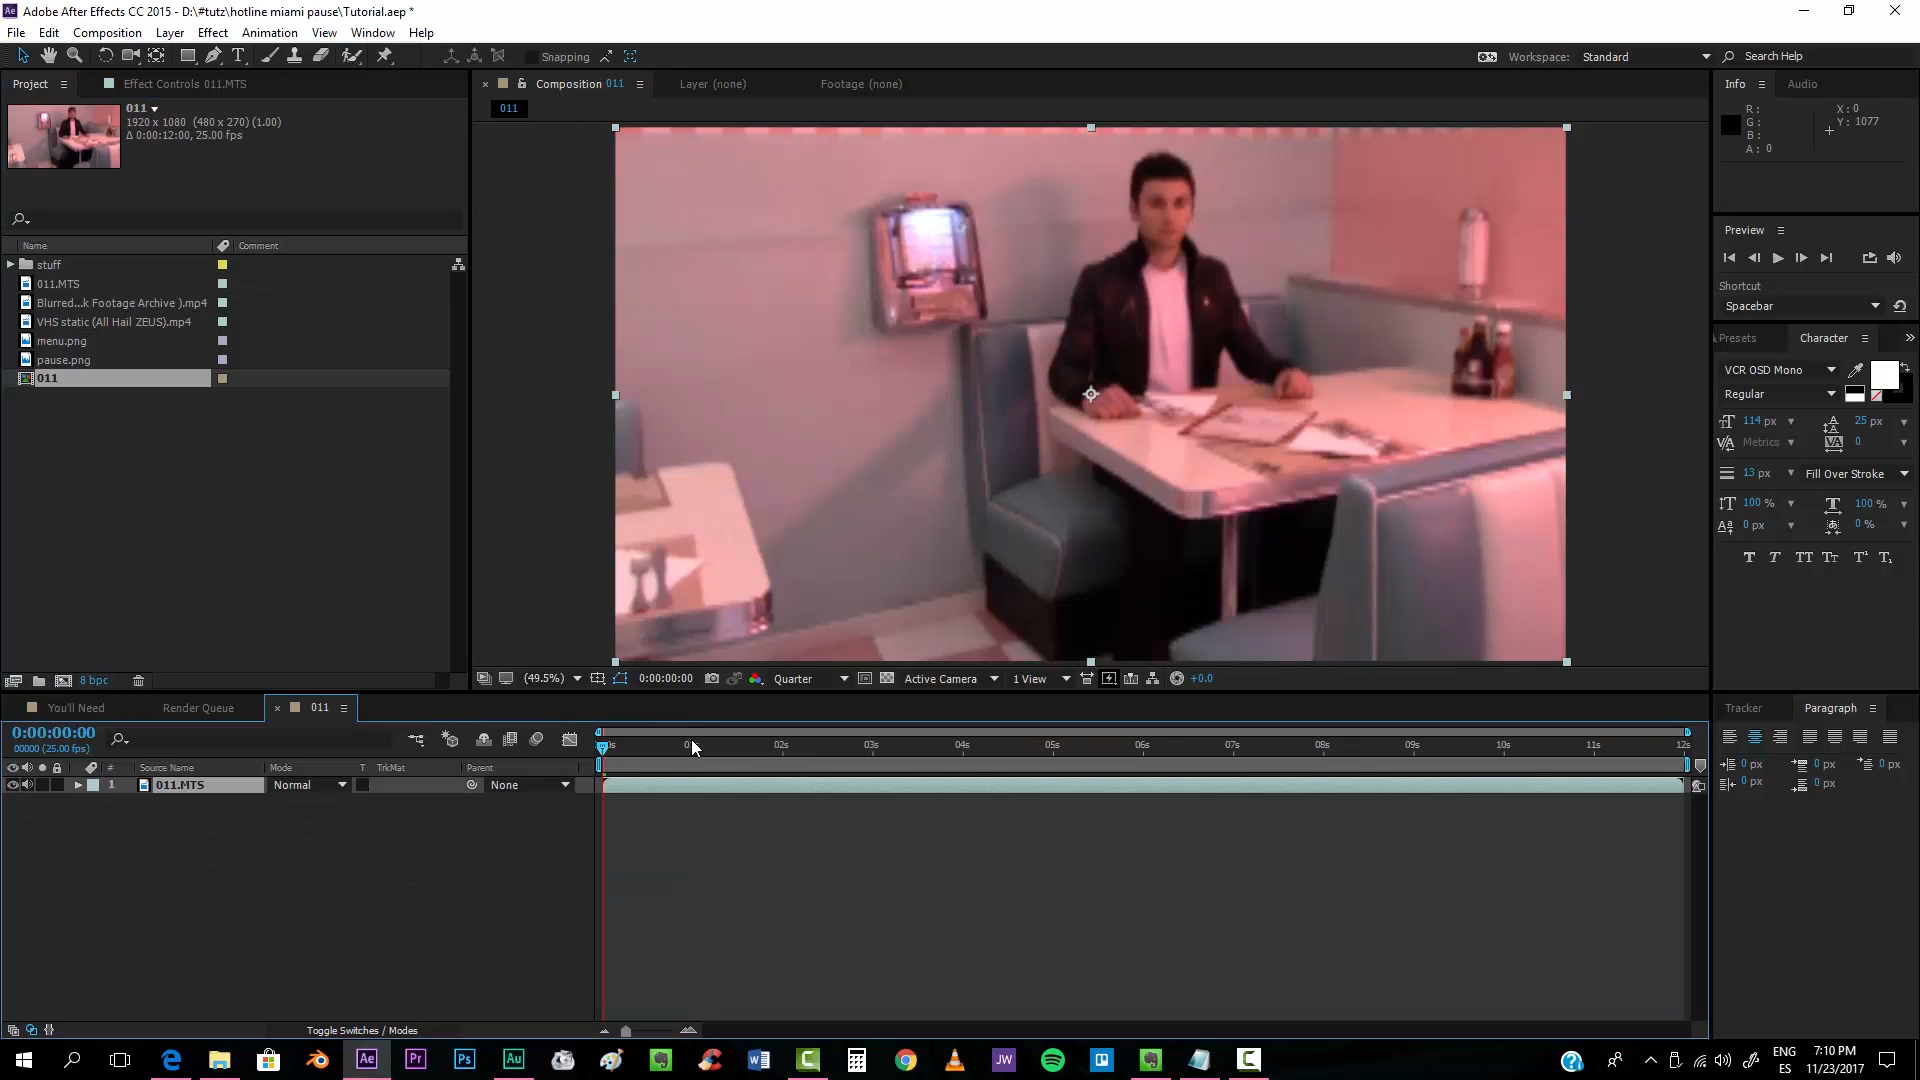 Adobe After Effects CC 2015 - D:\#tutz\hotline miami pause\Tutorial.aep *
File Edit Composition Layer Effect Animation View Window Help
Snapping Workspace: Standard Search Help
Project Effect Controls 011.MTS Composition 011 Layer (none) Footage (none) Info Audio
011
1920 x 1080 (480 x 270) (1.00)
Δ 0:00:12:00, 25.00 fps
011
R :
G :
B :
A : 0
X : 0
Y : 1077
Name Comment
stuff
011.MTS
Blurred...k Footage Archive ).mp4
VHS static (All Hail ZEUS).mp4
menu.png
pause.png
011
Preview
Shortcut
Spacebar
Presets Character
VCR OSD Mono
Regular
114 px 25 px
Metrics 0
13 px Fill Over Stroke
100 % 100 %
0 px 0 %
8 bpc
(49.5%) 0:00:00:00 Quarter Active Camera 1 View +0.0
You'll Need Render Queue 011
0:00:00:00
00000 (25.00 fps)
02s 03s 04s 05s 06s 07s 08s 09s 10s 11s 12s
# Source Name Mode T TrkMat Parent
1 011.MTS Normal None
Tracker Paragraph
0 px 0 px 0 px
0 px 0 px
Toggle Switches / Modes
ENG
ES
7:10 PM
11/23/2017